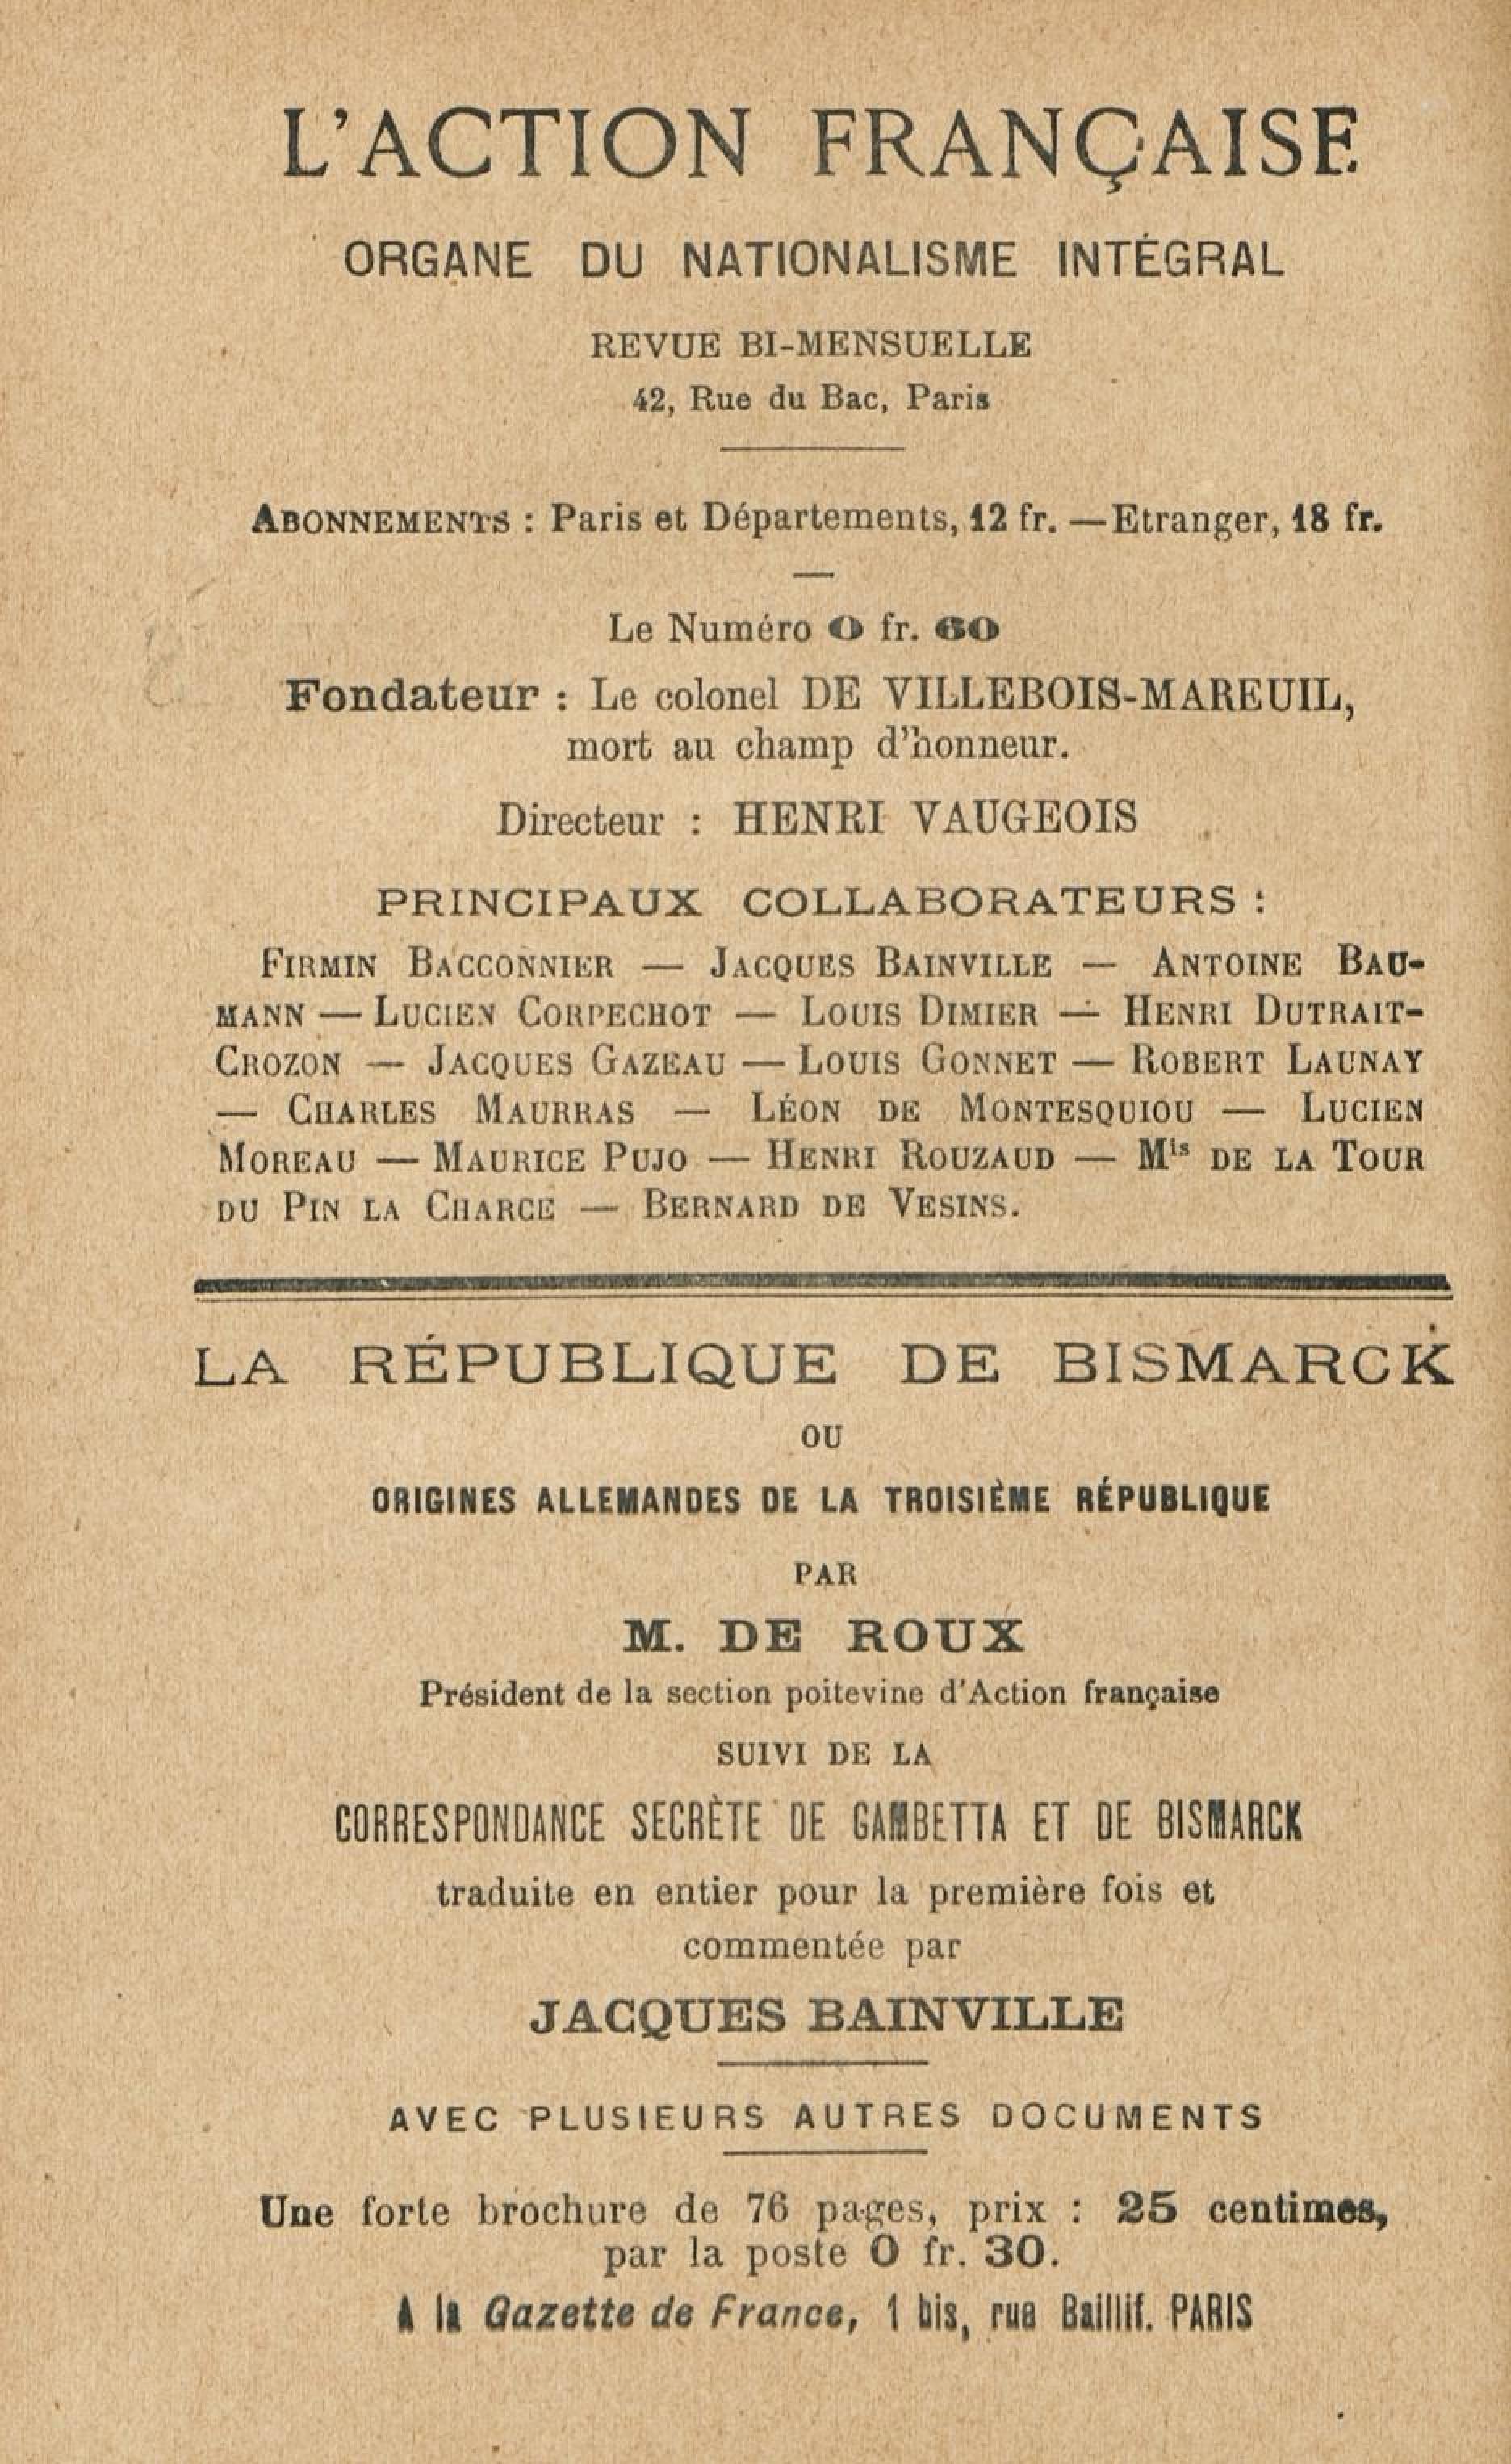 L'ACTION FRANÇAISE
ORGANE DU NATIONALISME INTÉGRAL
REVUE BI-MENSUELLE
42, Rue du Bac, Paris
ABONNEMENTS : Paris et Départements, 12 fr. — Etranger, 18 fr.
Le Numéro 0 fr. 60
Fondateur : Le colonel DE VILLEBOIS-MAREUIL,
mort au champ d'honneur.
Directeur : HENRI VAUGEOIS
PRINCIPAUX COLLABORATEURS :
FIRMIN BACCONNIER — JACQUES BAINVILLE — ANTOINE BAU-
MANN — LUCIEN CORPECHOT — LOUIS DIMIER — HENRI DUTRAIT-
CROZON — JACQUES GAZEAU — LOUIS GONNET — ROBERT LAUNAY
— CHARLES MAURRAS — LÉON DE MONTESQUIOU — LUCIEN
MOREAU — MAURICE PUJO — HENRI ROUZAUD — Mis DE LA TOUR
DU PIN LA CHARCE — BERNARD DE VESINS.
LA RÉPUBLIQUE DE BISMARCK
OU
ORIGINES ALLEMANDES DE LA TROISIÈME RÉPUBLIQUE
PAR
M. DE ROUX
Président de la section poitevine d'Action française
SUIVI DE LA
CORRESPONDANCE SECRÈTE DE GAMBETTA ET DE BISMARCK
traduite en entier pour la première fois et
commentée par
JACQUES BAINVILLE
AVEC PLUSIEURS AUTRES DOCUMENTS
Une forte brochure de 76 pages, prix : 25 centimes,
par la poste 0 fr. 30.
A la Gazette de France, 1 bis, rue Baillif. PARIS